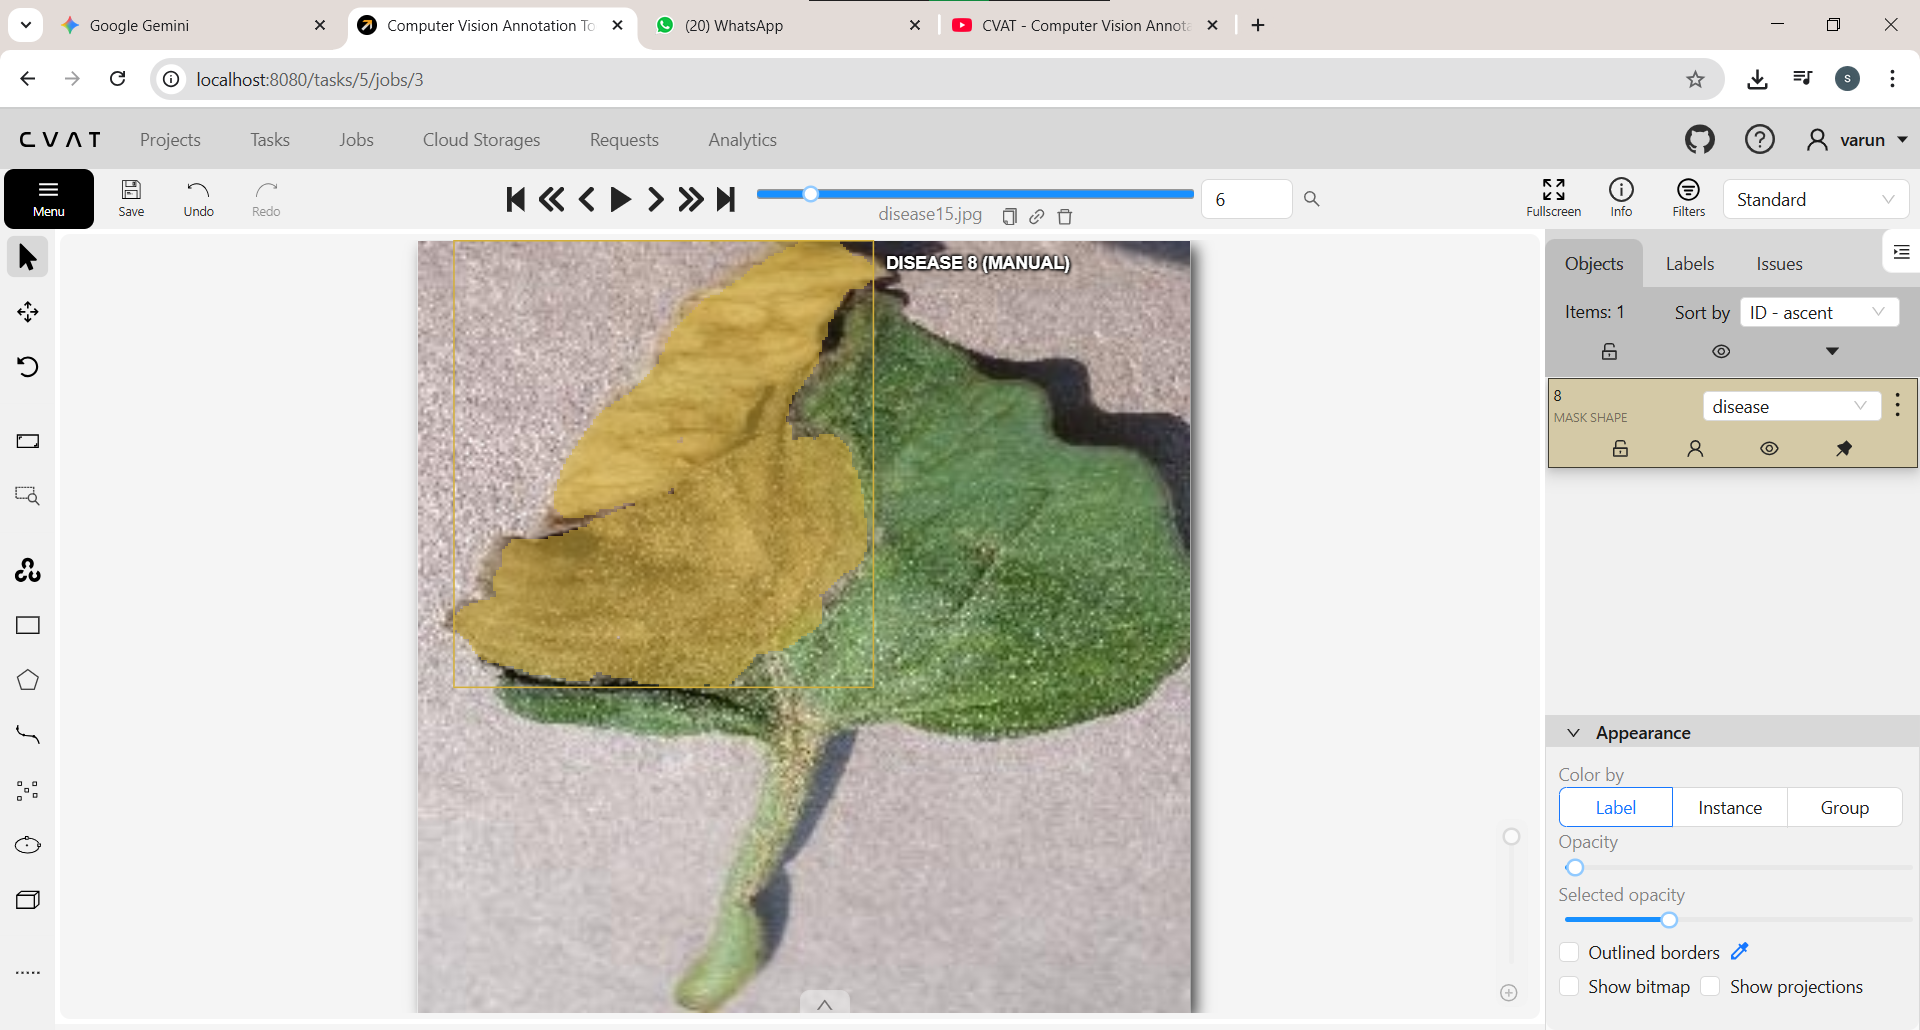 Google Gemini
Computer Vision Annotation To
(20) WhatsApp
CVAT - Computer Vision Annota
localhost:8080/tasks/5/jobs/3
S
CVAT
Projects
Tasks
Jobs
Cloud Storages
Requests
Analytics
varun
Menu
Save
Undo
Redo
disease15.jpg
6
Fullscreen
Info
Filters
Standard
DISEASE 8 (MANUAL)
Objects
Labels
Issues
Items: 1
Sort by
ID - ascent
8
MASK SHAPE
disease
Appearance
Color by
Label
Instance
Group
Opacity
Selected opacity
Outlined borders
Show bitmap
Show projections